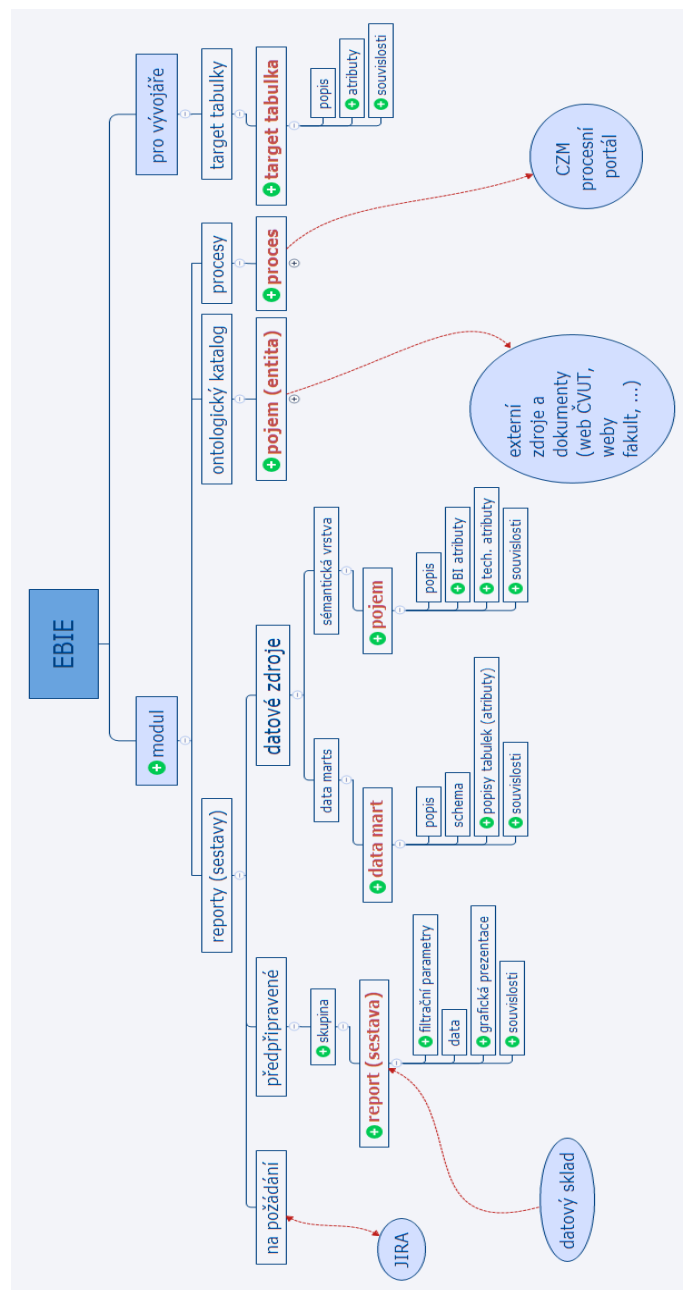 EBIE
modul
pro vývojáře
reporty (sestavy)
ontologický katalog
procesy
target tabulky
na požádání
předpřipravené
datové zdroje
pojem (entita)
proces
target tabulka
skupina
data marts
sémantická vrstva
popis
atributy
souvislosti
JIRA
report (sestava)
data mart
pojem
filtrační parametry
data
grafická prezentace
souvislosti
popis
schema
popisy tabulek (atributy)
souvislosti
popis
BI atributy
tech. atributy
souvislosti
datový sklad
externí
zdroje a
dokumenty
(web ČVUT,
weby
fakult, ...)
CZM
procesní
portál